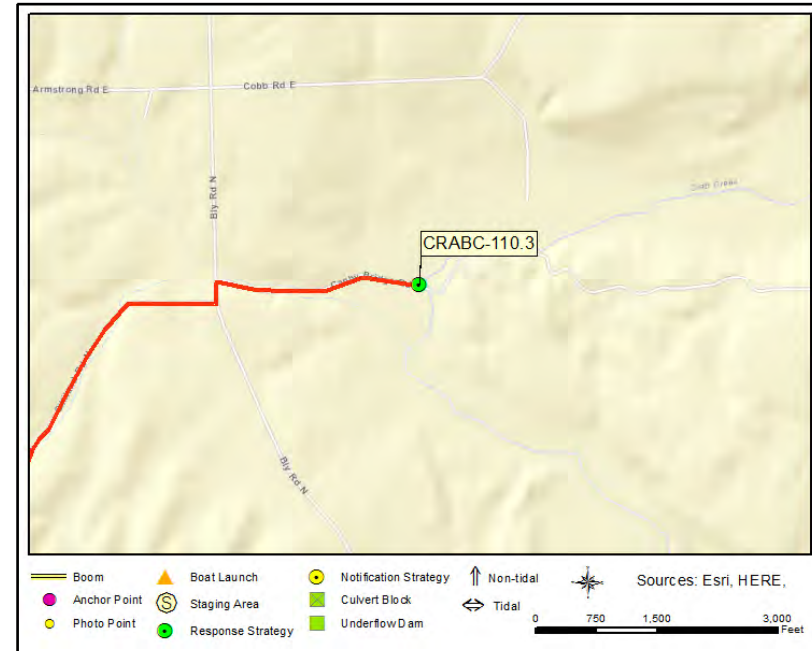 Armstrong Rd E
Cobb Rd E
Bly Rd N
Crab Creek
CRABC-110.3
Bly Rd N
Boom
Boat Launch
Notification Strategy
Non-tidal
Sources: Esri, HERE,
Anchor Point
Staging Area
S
Culvert Block
Tidal
Photo Point
Response Strategy
Underflow Dam
0 750 1,500 3,000
Feet